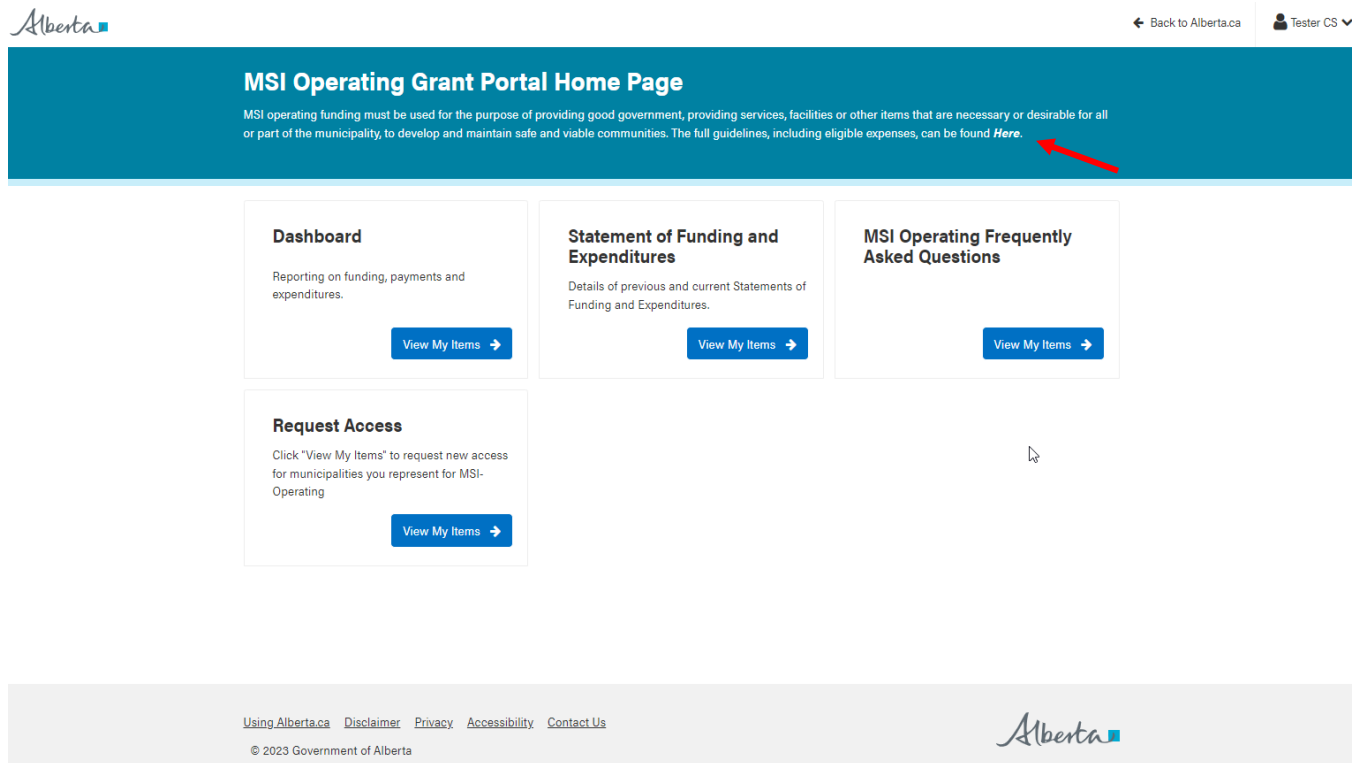 Alberta
Back to Alberta.ca
Tester CS
MSI Operating Grant Portal Home Page
MSI operating funding must be used for the purpose of providing good government, providing services, facilities or other items that are necessary or desirable for all
or part of the municipality, to develop and maintain safe and viable communities. The full guidelines, including eligible expenses, can be found Here.
Dashboard
Reporting on funding, payments and
expenditures.
View My Items
Statement of Funding and
Expenditures
Details of previous and current Statements of
Funding and Expenditures.
View My Items
MSI Operating Frequently
Asked Questions
View My Items
Request Access
Click "View My Items" to request new access
for municipalities you represent for MSI-
Operating
View My Items
Using Alberta.ca Disclaimer Privacy Accessibility Contact Us
© 2023 Government of Alberta
Alberta